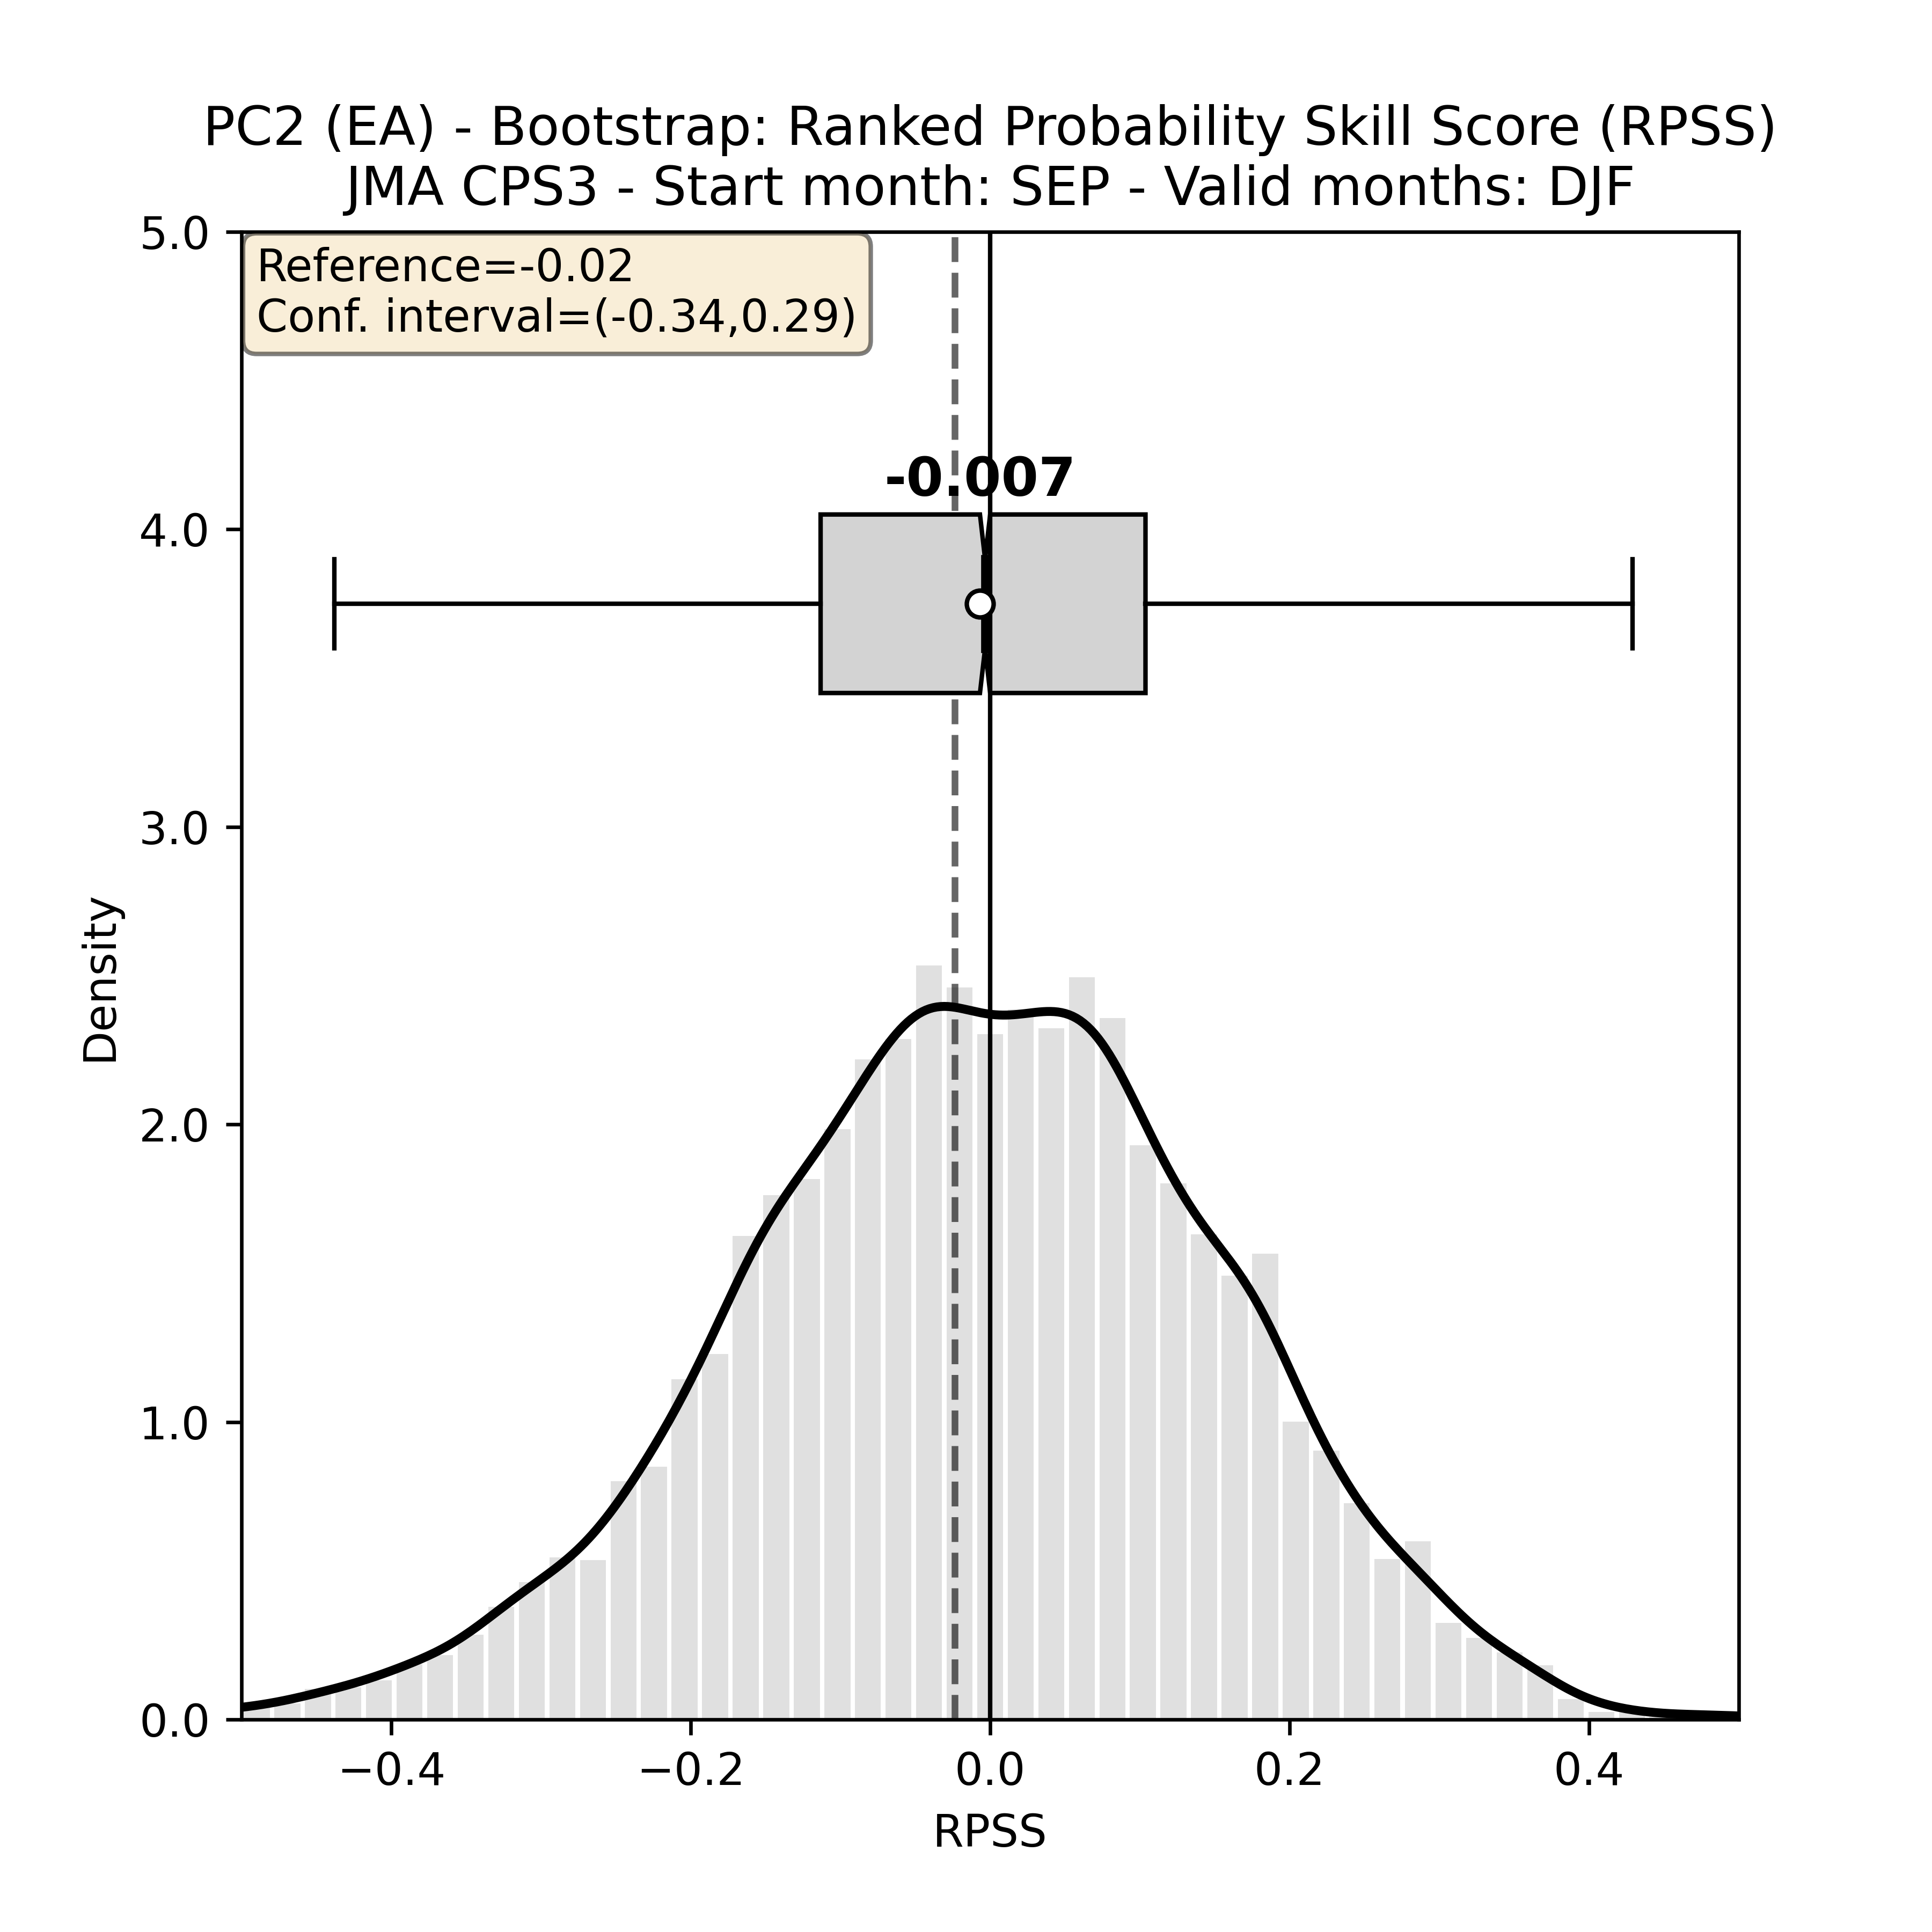 PC2 (EA) - Bootstrap: Ranked Probability Skill Score (RPSS)
JMA CPS3 - Start month: SEP - Valid months: DJF
Reference=-0.02
Conf. interval=(-0.34,0.29)
-0.007
5.0
4.0
3.0
2.0
1.0
0.0
Density
−0.4
−0.2
0.0
0.2
0.4
RPSS